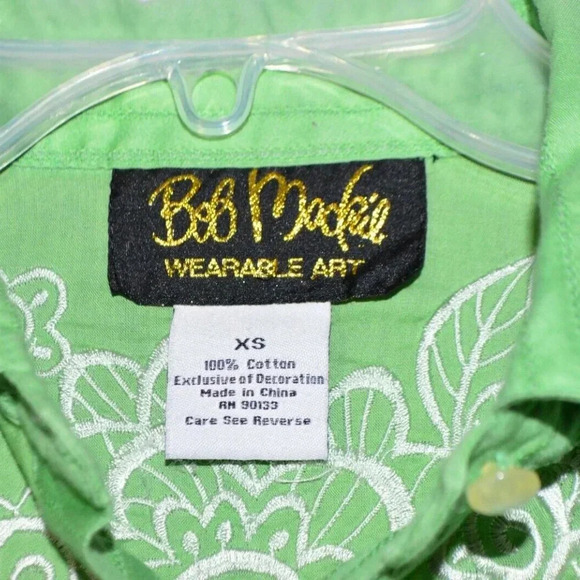 Bob Mackie
WEARABLE ART
XS
100% Cotton
Exclusive of Decoration
Made in China
RN 90133
Care See Reverse